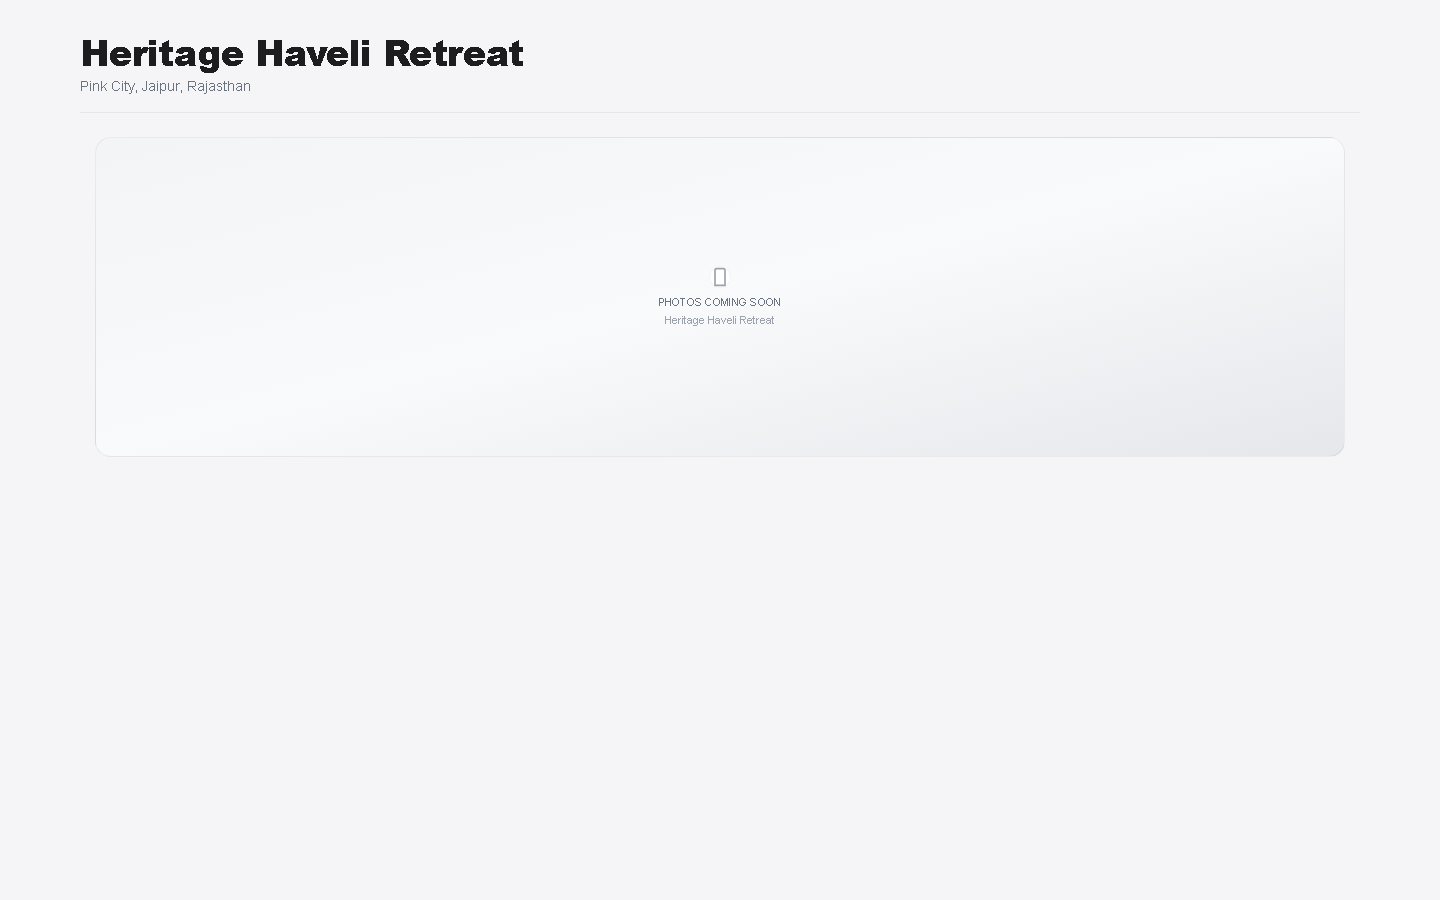 Heritage Haveli Retreat
Pink City, Jaipur, Rajasthan
PHOTOS COMING SOON
Heritage Haveli Retreat